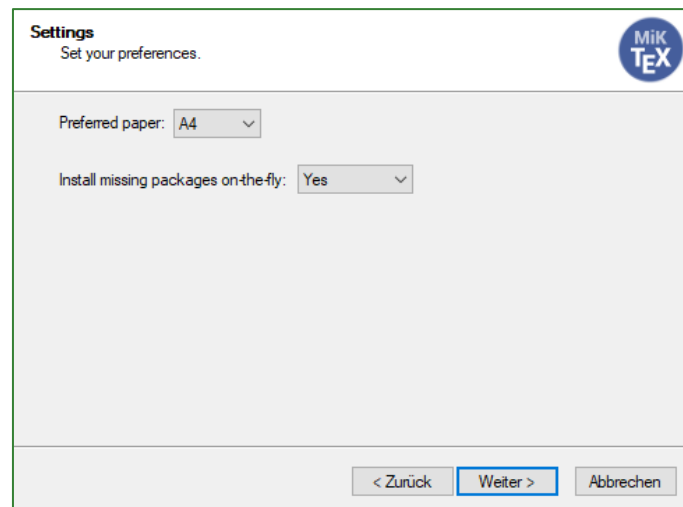 Settings
Set your preferences.
MiK
TEX
Preferred paper: A4
Install missing packages on-the-fly: Yes
< Zurück Weiter > Abbrechen